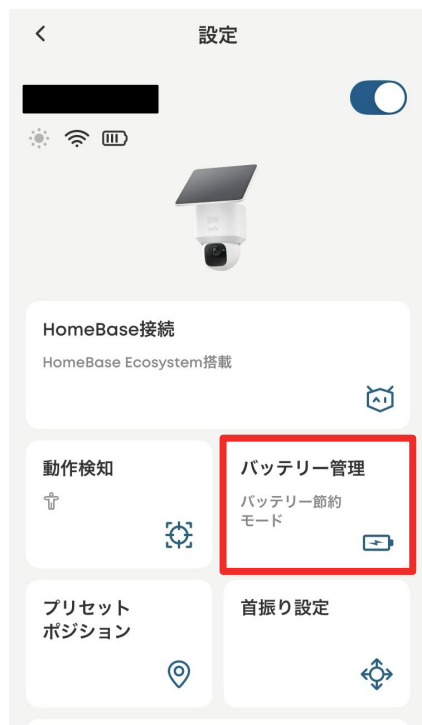 設定
HomeBase接続
HomeBase Ecosystem搭載
動作検知
バッテリー管理
バッテリー節約
モード
プリセット
ポジション
首振り設定